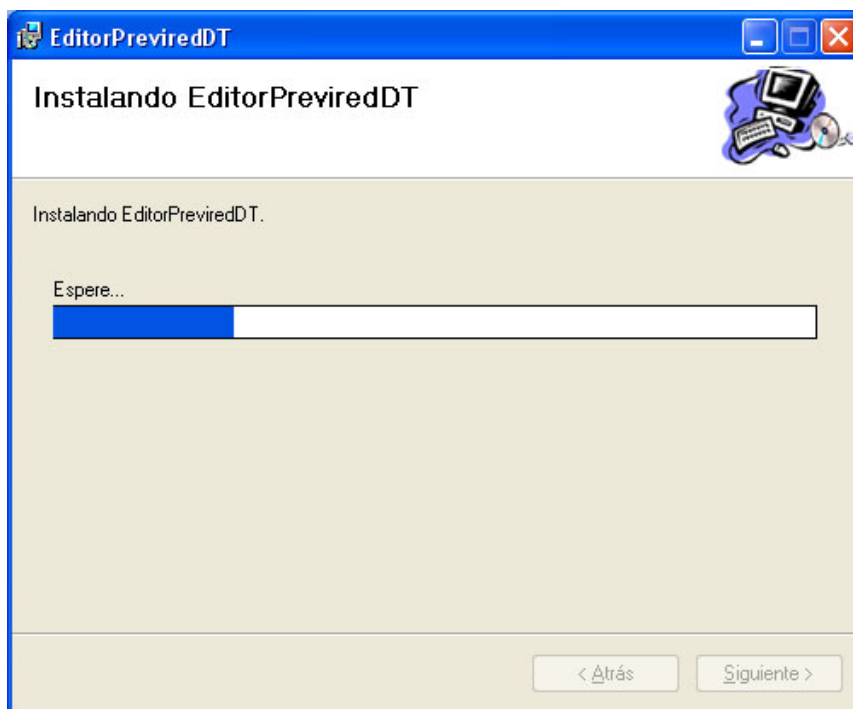 EditorPreviredDT
Instalando EditorPreviredDT
Instalando EditorPreviredDT.
Espere...
< Atrás
Siguiente >